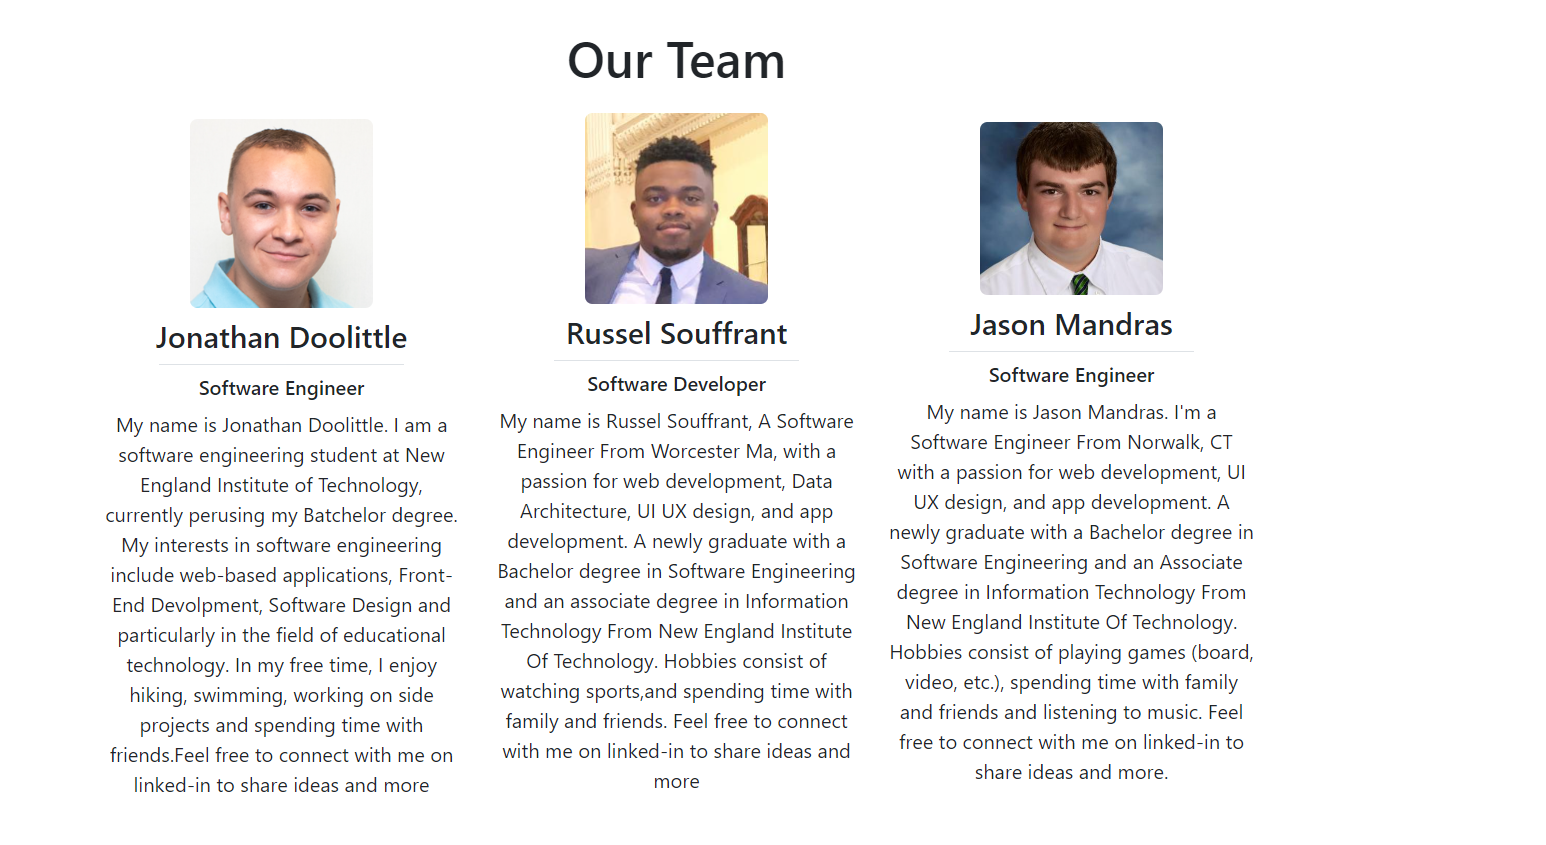 Our Team
Jonathan Doolittle
Software Engineer
My name is Jonathan Doolittle. I am a
software engineering student at New
England Institute of Technology,
currently perusing my Batchelor degree.
My interests in software engineering
include web-based applications, Front-
End Devolpment, Software Design and
particularly in the field of educational
technology. In my free time, I enjoy
hiking, swimming, working on side
projects and spending time with
friends.Feel free to connect with me on
linked-in to share ideas and more
Russel Souffrant
Software Developer
My name is Russel Souffrant, A Software
Engineer From Worcester Ma, with a
passion for web development, Data
Architecture, UI UX design, and app
development. A newly graduate with a
Bachelor degree in Software Engineering
and an associate degree in Information
Technology From New England Institute
Of Technology. Hobbies consist of
watching sports,and spending time with
family and friends. Feel free to connect
with me on linked-in to share ideas and
more
Jason Mandras
Software Engineer
My name is Jason Mandras. I'm a
Software Engineer From Norwalk, CT
with a passion for web development, UI
UX design, and app development. A
newly graduate with a Bachelor degree in
Software Engineering and an Associate
degree in Information Technology From
New England Institute Of Technology.
Hobbies consist of playing games (board,
video, etc.), spending time with family
and friends and listening to music. Feel
free to connect with me on linked-in to
share ideas and more.